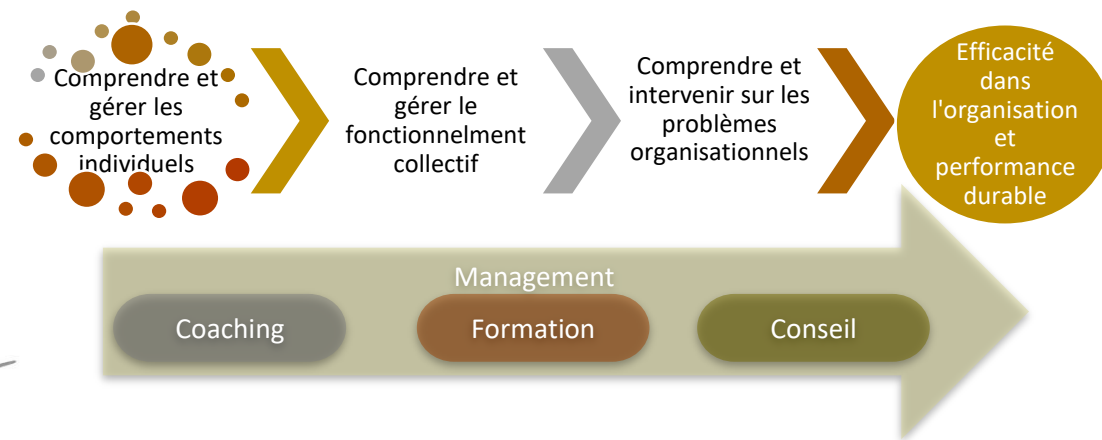 Comprendre et
gérer les
comportements
individuels
Comprendre et
gérer le
fonctionnelment
collectif
Comprendre et
intervenir sur les
problèmes
organisationnels
Efficacité
dans
l'organisation
et
performance
durable
Management
Coaching
Formation
Conseil